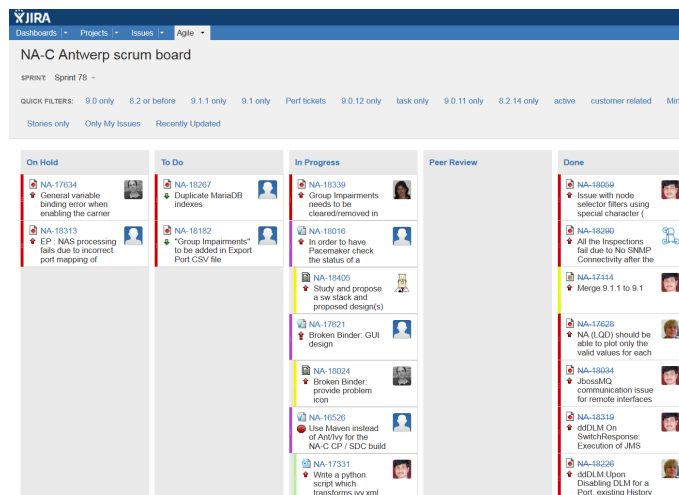 JIRA
Dashboards Projects Issues Agile
NA-C Antwerp scrum board
SPRINT: Sprint 78
QUICK FILTERS: 9.0 only 8.2 or before 9.1.1 only 9.1 only Perf tickets 9.0.12 only task only 9.0.11 only 8.2.14 only active customer related Min
Stories only Only My Issues Recently Updated
On Hold
NA-17634
General variable
binding error when
enabling the carrier
NA-18313
EP : NAS processing
fails due to incorrect
port mapping of
To Do
NA-18267
Duplicate MariaDB
indexes
NA-18182
"Group Impairments"
to be added in Export
Port CSV file
In Progress
NA-18339
Group Impairments
needs to be
cleared/removed in
NA-18016
In order to have
Pacemaker check
the status of a
NA-18405
Study and propose
a sw stack and
proposed design(s)
NA-17621
Broken Binder: GUI
design
NA-18024
Broken Binder:
provide problem
icon
NA-16526
Use Maven instead
of Ant/Ivy for the
NA-C CP / SDC build
NA-17331
Write a python
script which
transforms ivy.xml
Peer Review
Done
NA-18059
Issue with node
selector filters using
special character (
NA-18290
All the Inspections
fail due to No SNMP
Connectivity after the
NA-17114
Merge 9.1.1 to 9.1
NA-17628
NA (LQD) should be
able to plot only the
valid values for each
NA-18034
JbossMQ
communication issue
for remote interfaces
NA-18319
ddDLM On
SwitchResponse:
Execution of JMS
NA-18226
ddDLM:Upon
Disabling DLM for a
Port, existing History